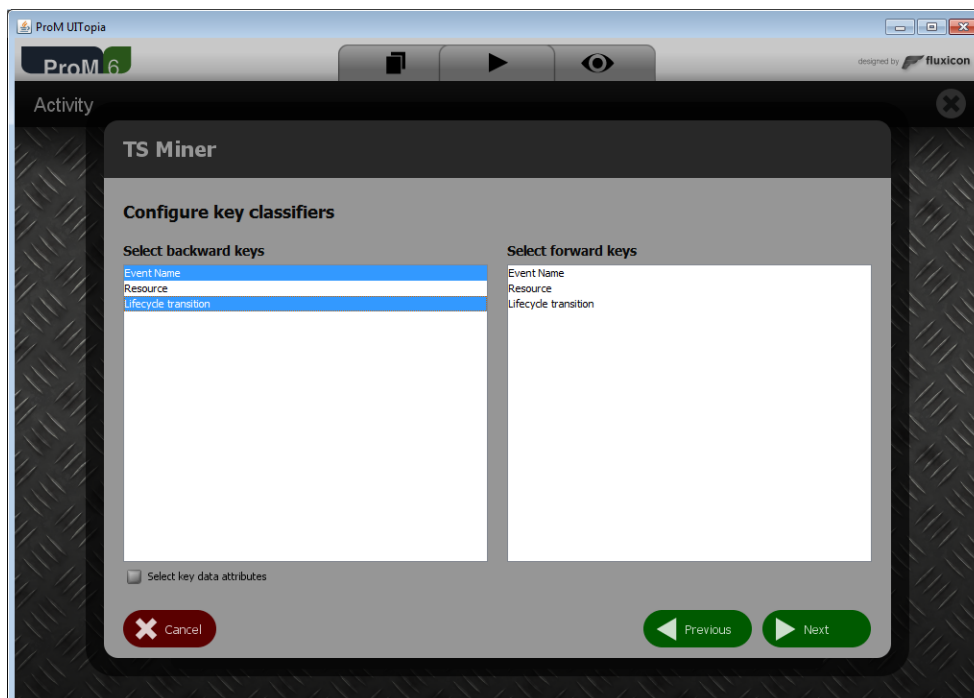 ProM UITopia
ProM 6
designed by fluxicon
Activity
TS Miner
Configure key classifiers
Select backward keys
Event Name
Resource
Lifecycle transition
Select forward keys
Event Name
Resource
Lifecycle transition
Select key data attributes
Cancel
Previous
Next